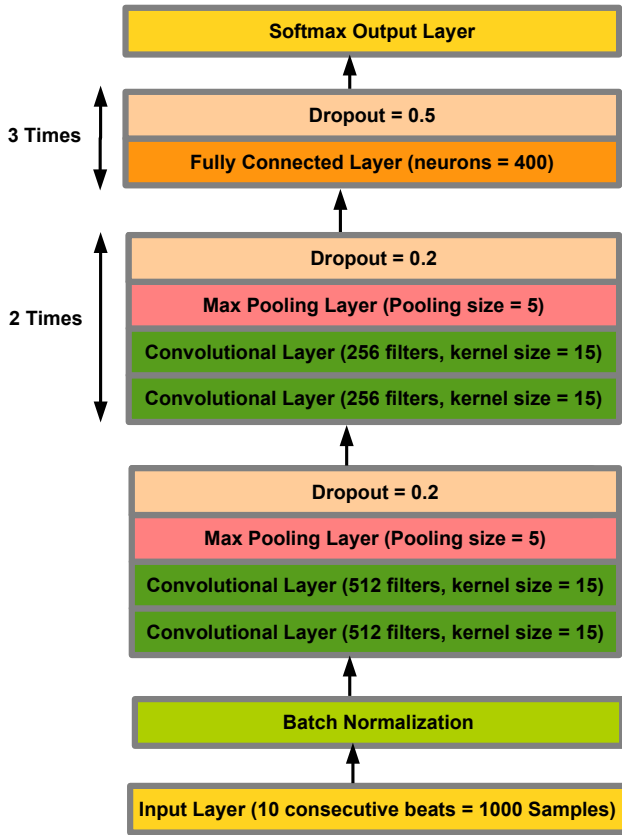 Softmax Output Layer
3 Times
Dropout = 0.5
Fully Connected Layer (neurons = 400)
2 Times
Dropout = 0.2
Max Pooling Layer (Pooling size = 5)
Convolutional Layer (256 filters, kernel size = 15)
Convolutional Layer (256 filters, kernel size = 15)
Dropout = 0.2
Max Pooling Layer (Pooling size = 5)
Convolutional Layer (512 filters, kernel size = 15)
Convolutional Layer (512 filters, kernel size = 15)
Batch Normalization
Input Layer (10 consecutive beats = 1000 Samples)